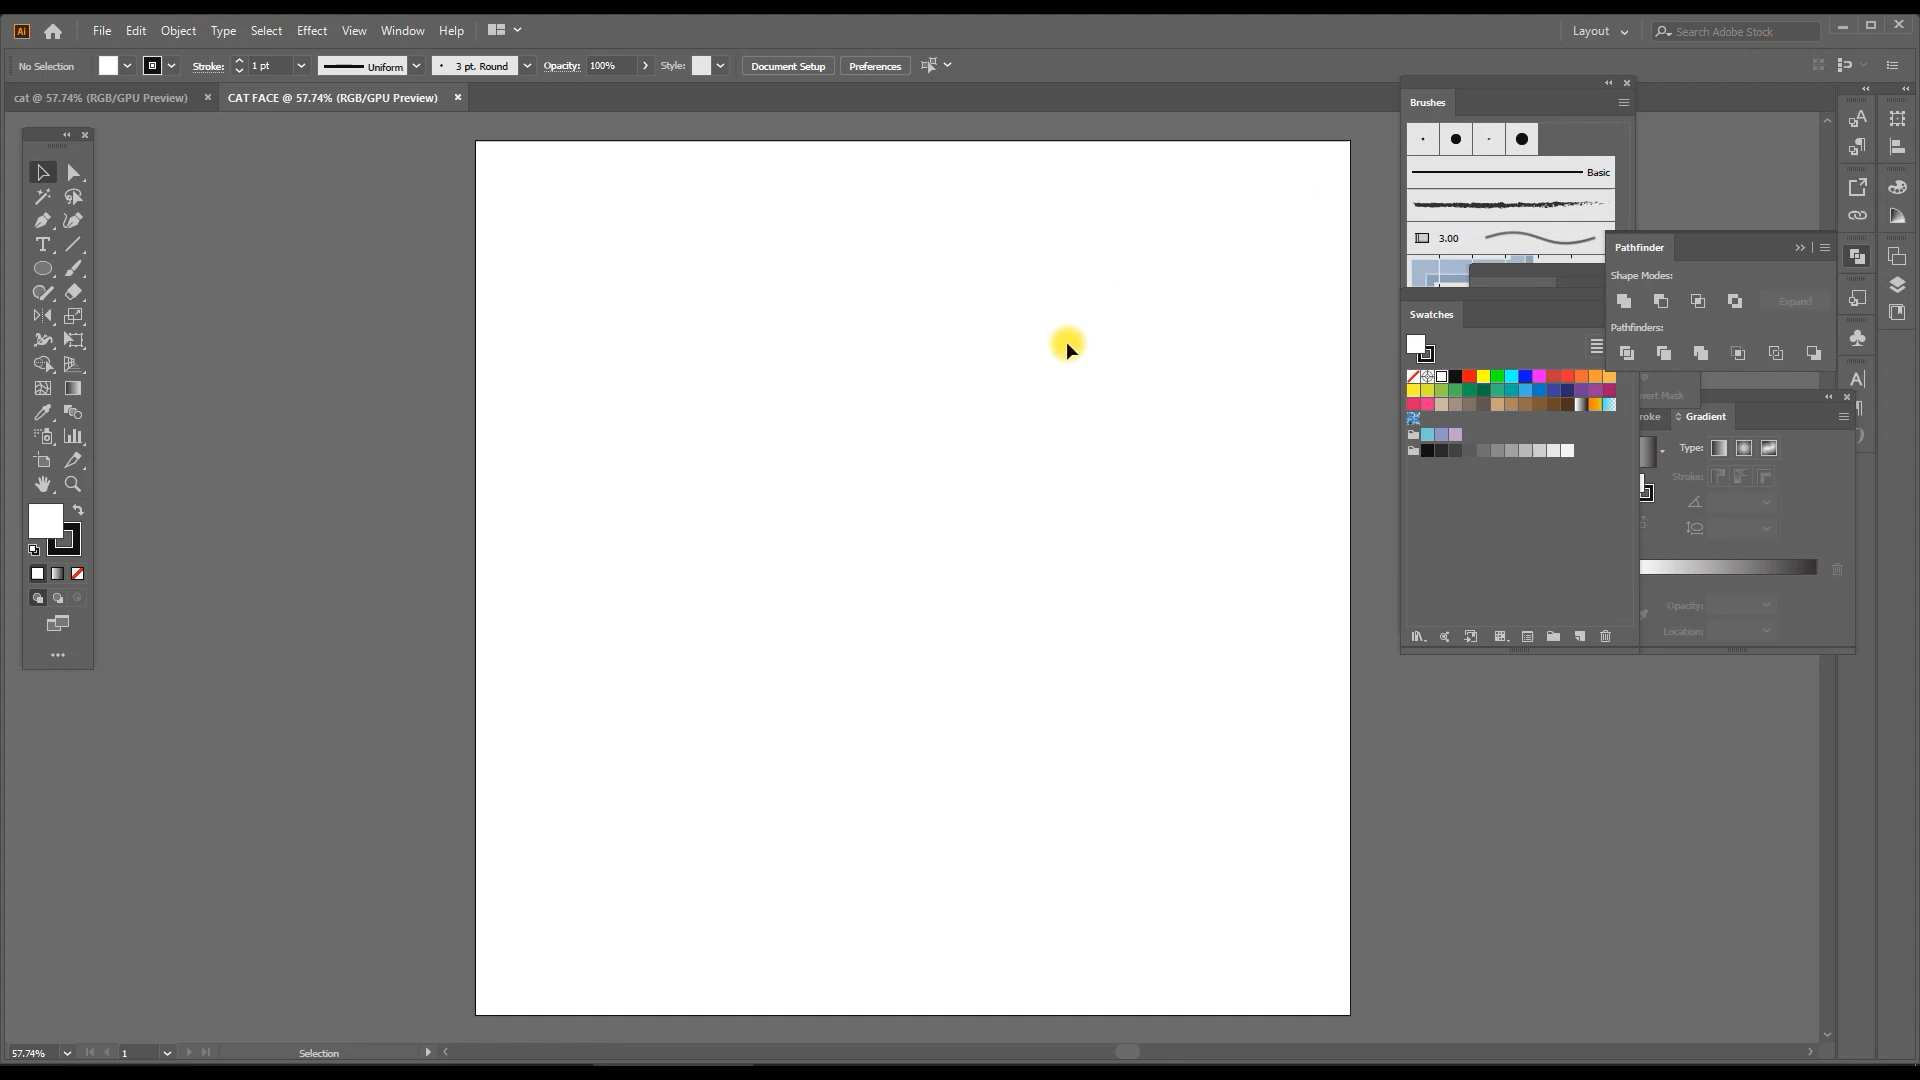 Ai File Edit Object Type Select Effect View Window Help Layout Search Adobe Stock
No Selection Stroke: 1 pt Uniform 3 pt. Round Opacity: 100% Style: Document Setup Preferences
cat @ 57.74% (RGB/GPU Preview) CAT FACE @ 57.74% (RGB/GPU Preview)
Brushes
Basic
3.00
Pathfinder
Shape Modes:
Expand
Pathfinders:
Swatches
vert Mask
roke Gradient
Type:
Stroke:
Opacity:
Location:
57.74% 1 Selection